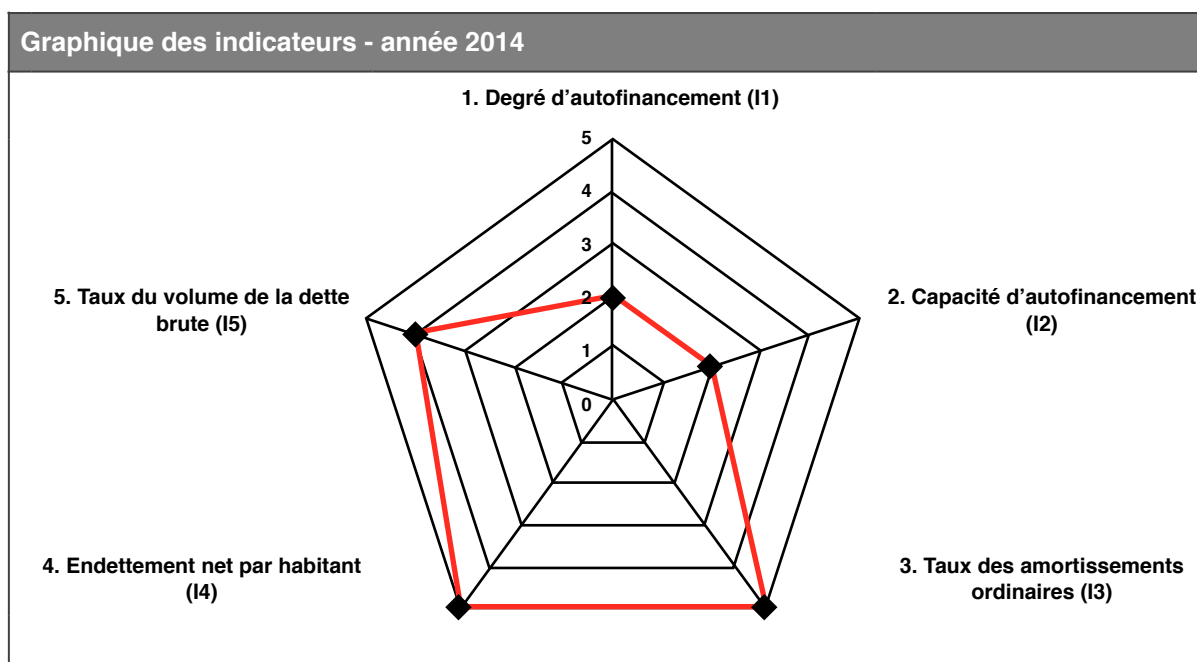 Graphique des indicateurs - année 2014
1. Degré d'autofinancement (I1)
5
4
3
2
1
0
5. Taux du volume de la dette
brute (I5)
2. Capacité d'autofinancement
(I2)
4. Endettement net par habitant
(I4)
3. Taux des amortissements
ordinaires (I3)